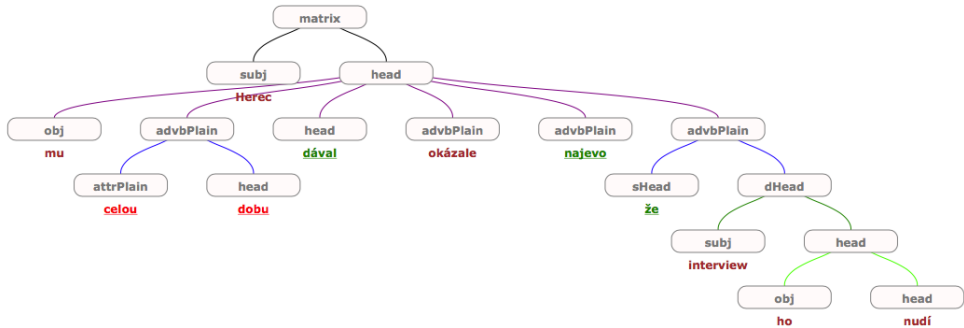 matrix
subj head
Herec
obj advbPlain head advbPlain advbPlain advbPlain
mu dával okázale najevo
attrPlain head sHead dHead
celou dobu že
subj head
interview
obj head
ho nudí